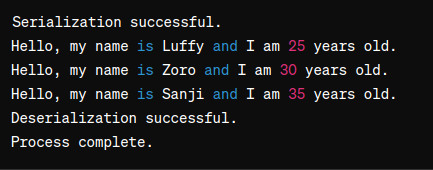 Serialization successful.
Hello, my name is Luffy and I am 25 years old.
Hello, my name is Zoro and I am 30 years old.
Hello, my name is Sanji and I am 35 years old.
Deserialization successful.
Process complete.